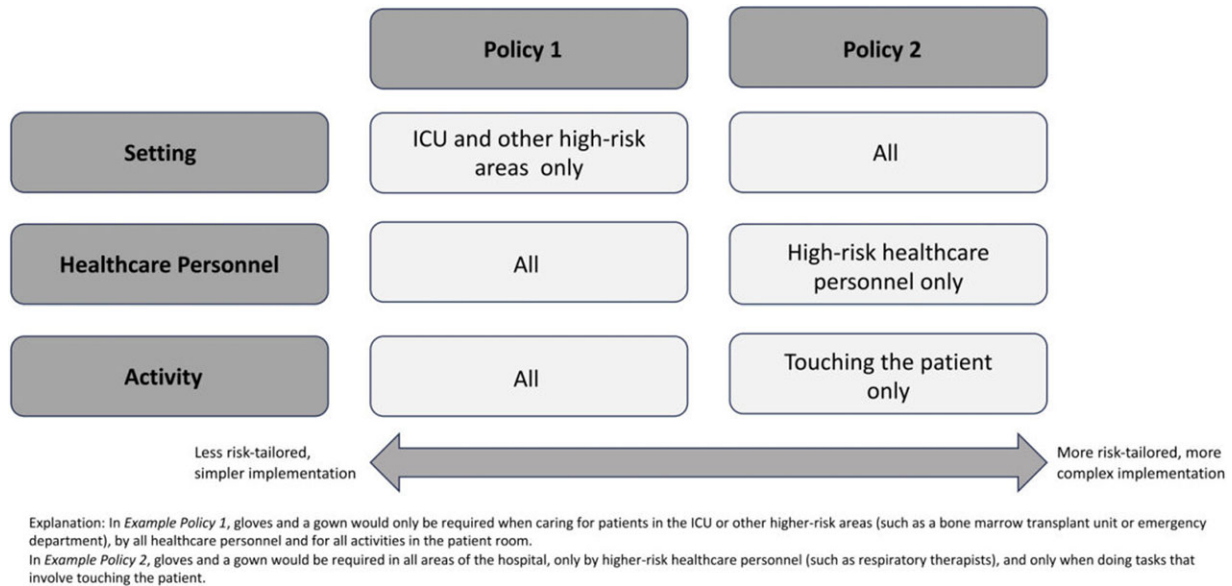 Policy 1
Policy 2
Setting
ICU and other high-risk
areas only
All
Healthcare Personnel
All
High-risk healthcare
personnel only
Activity
All
Touching the patient
only
Less risk-tailored,
simpler implementation
More risk-tailored, more
complex implementation
Explanation: In Example Policy 1, gloves and a gown would only be required when caring for patients in the ICU or other higher-risk areas (such as a bone marrow transplant unit or emergency
department), by all healthcare personnel and for all activities in the patient room.
In Example Policy 2, gloves and a gown would be required in all areas of the hospital, only by higher-risk healthcare personnel (such as respiratory therapists), and only when doing tasks that
involve touching the patient.